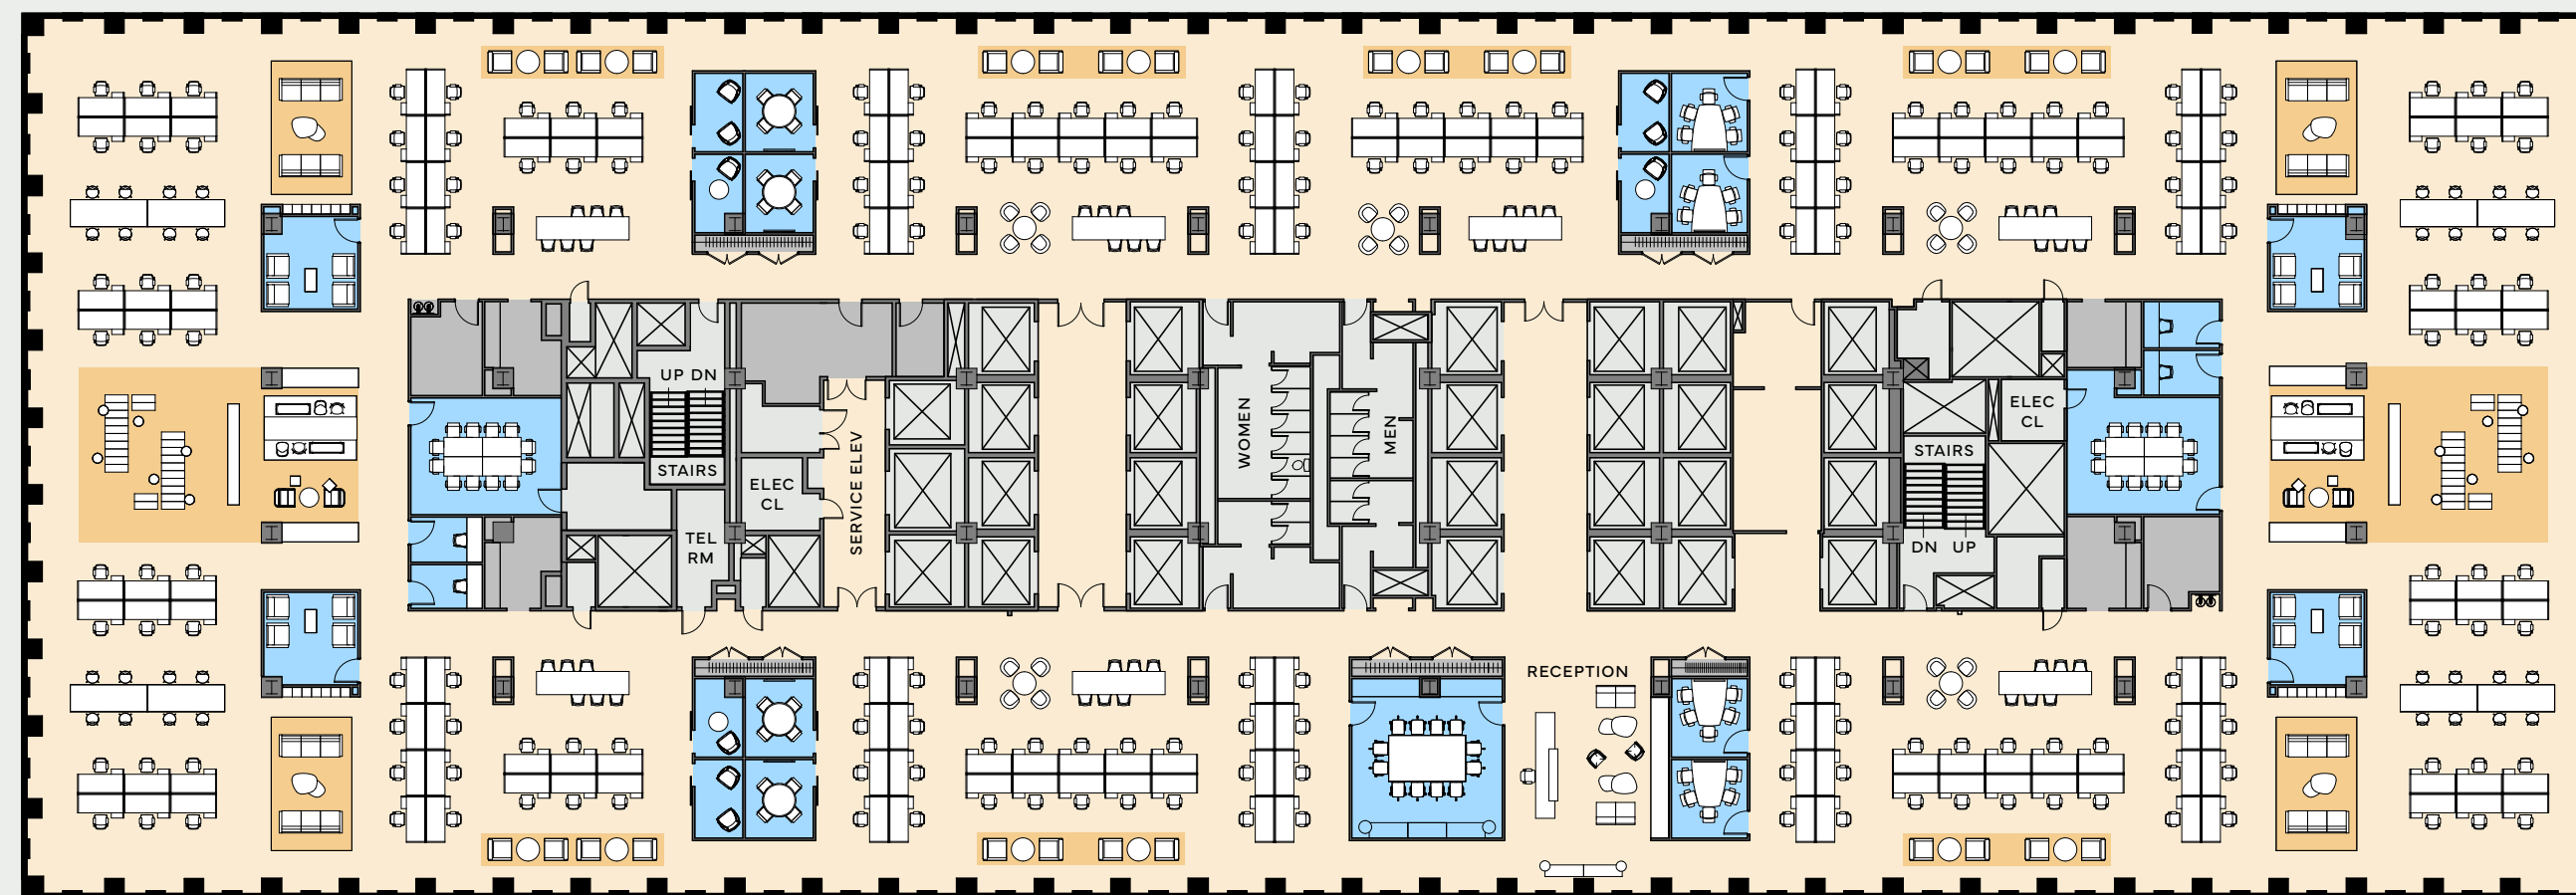 UP DN
STAIRS
ELEC
CL
TEL
RM
SERVICE ELEV
WOMEN
MEN
ELEC
CL
STAIRS
DN UP
RECEPTION